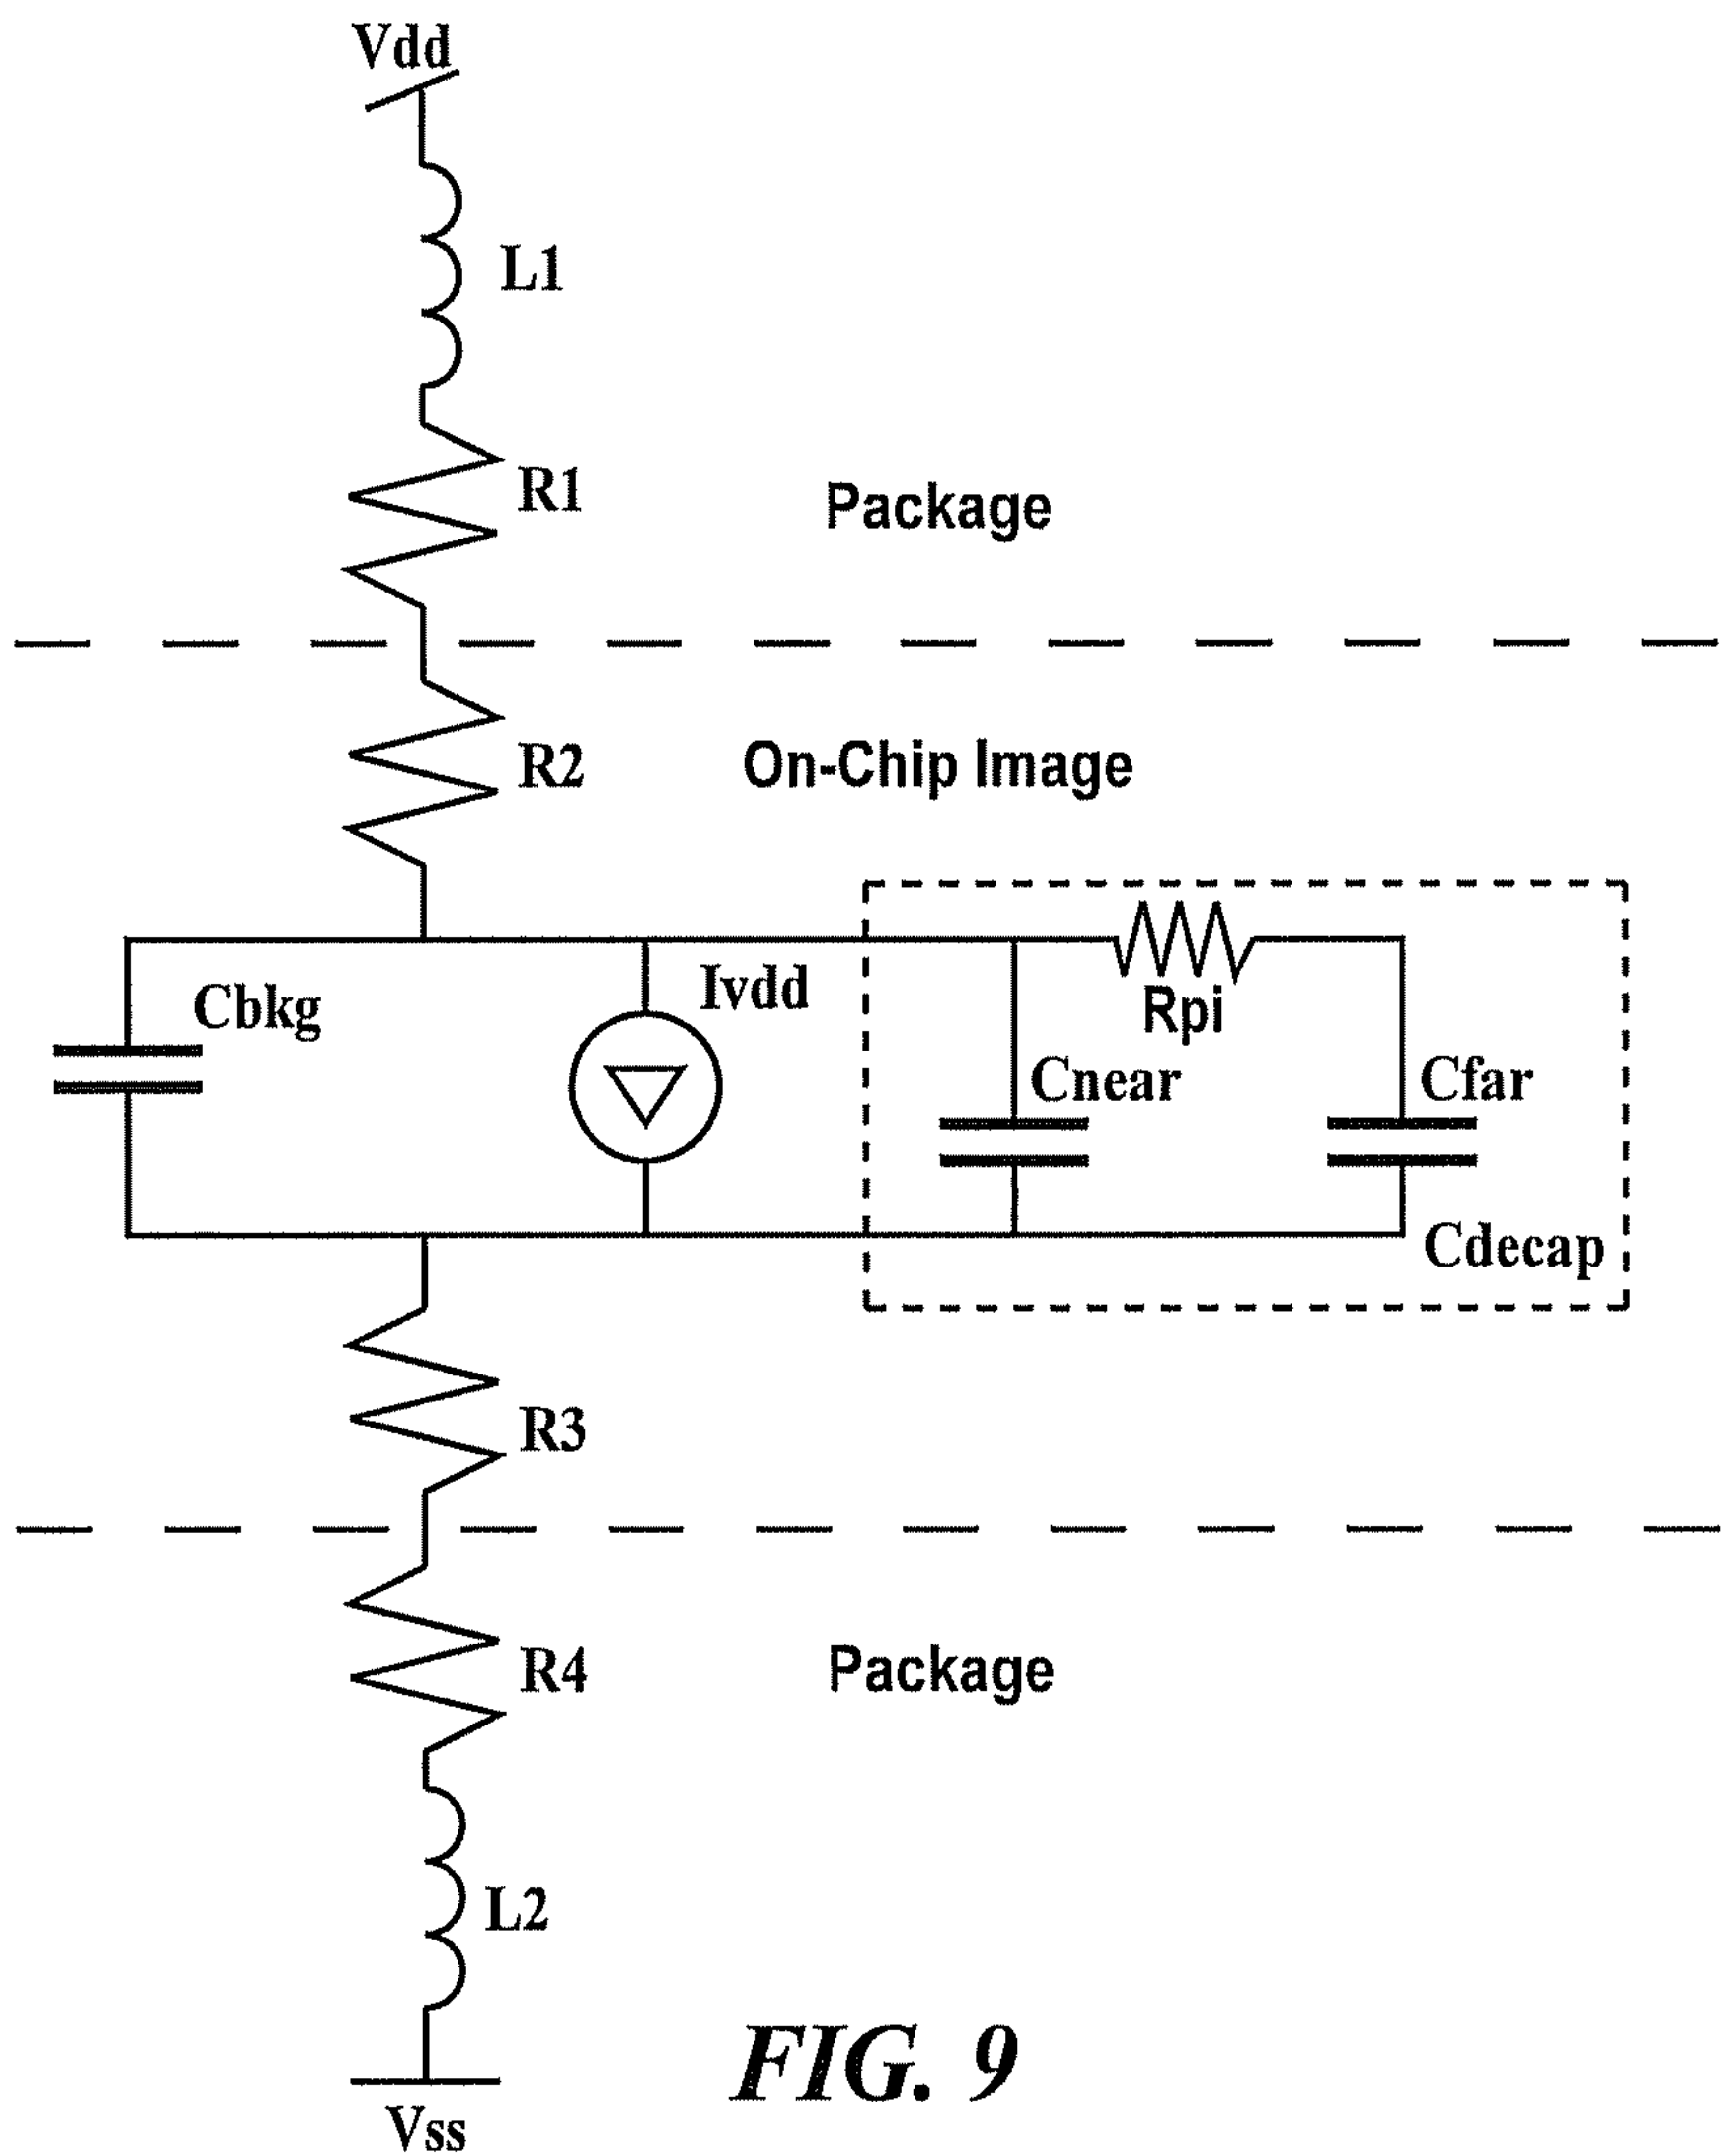 Vdd
L1
R1
Package
R2
On-Chip Image
Cbkg
Ivdd
Rpi
Cnear
Cfar
Cdecap
R3
R4
Package
L2
Vss
FIG. 9